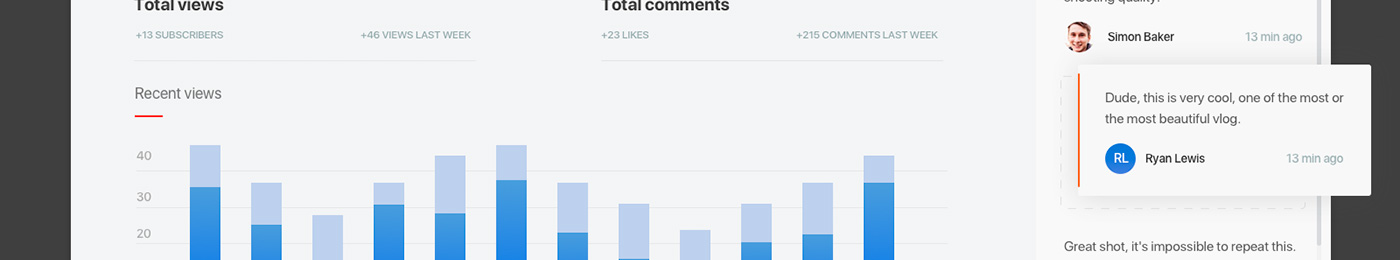 Total views
Total comments
+13 SUBSCRIBERS
+46 VIEWS LAST WEEK
+23 LIKES
+215 COMMENTS LAST WEEK
Recent views
40
30
20
shooting quality?
Simon Baker
13 min ago
Dude, this is very cool, one of the most or
the most beautiful vlog.
RL
Ryan Lewis
13 min ago
Great shot, it's impossible to repeat this.